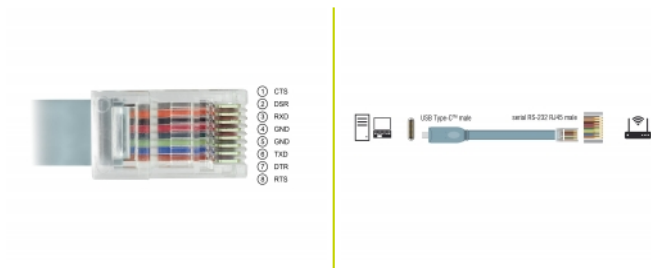 1 CTS
2 DSR
3 RXD
4 GND
5 GND
6 TXD
7 DTR
8 RTS
USB Type-C™ male
serial RS-232 RJ45 male